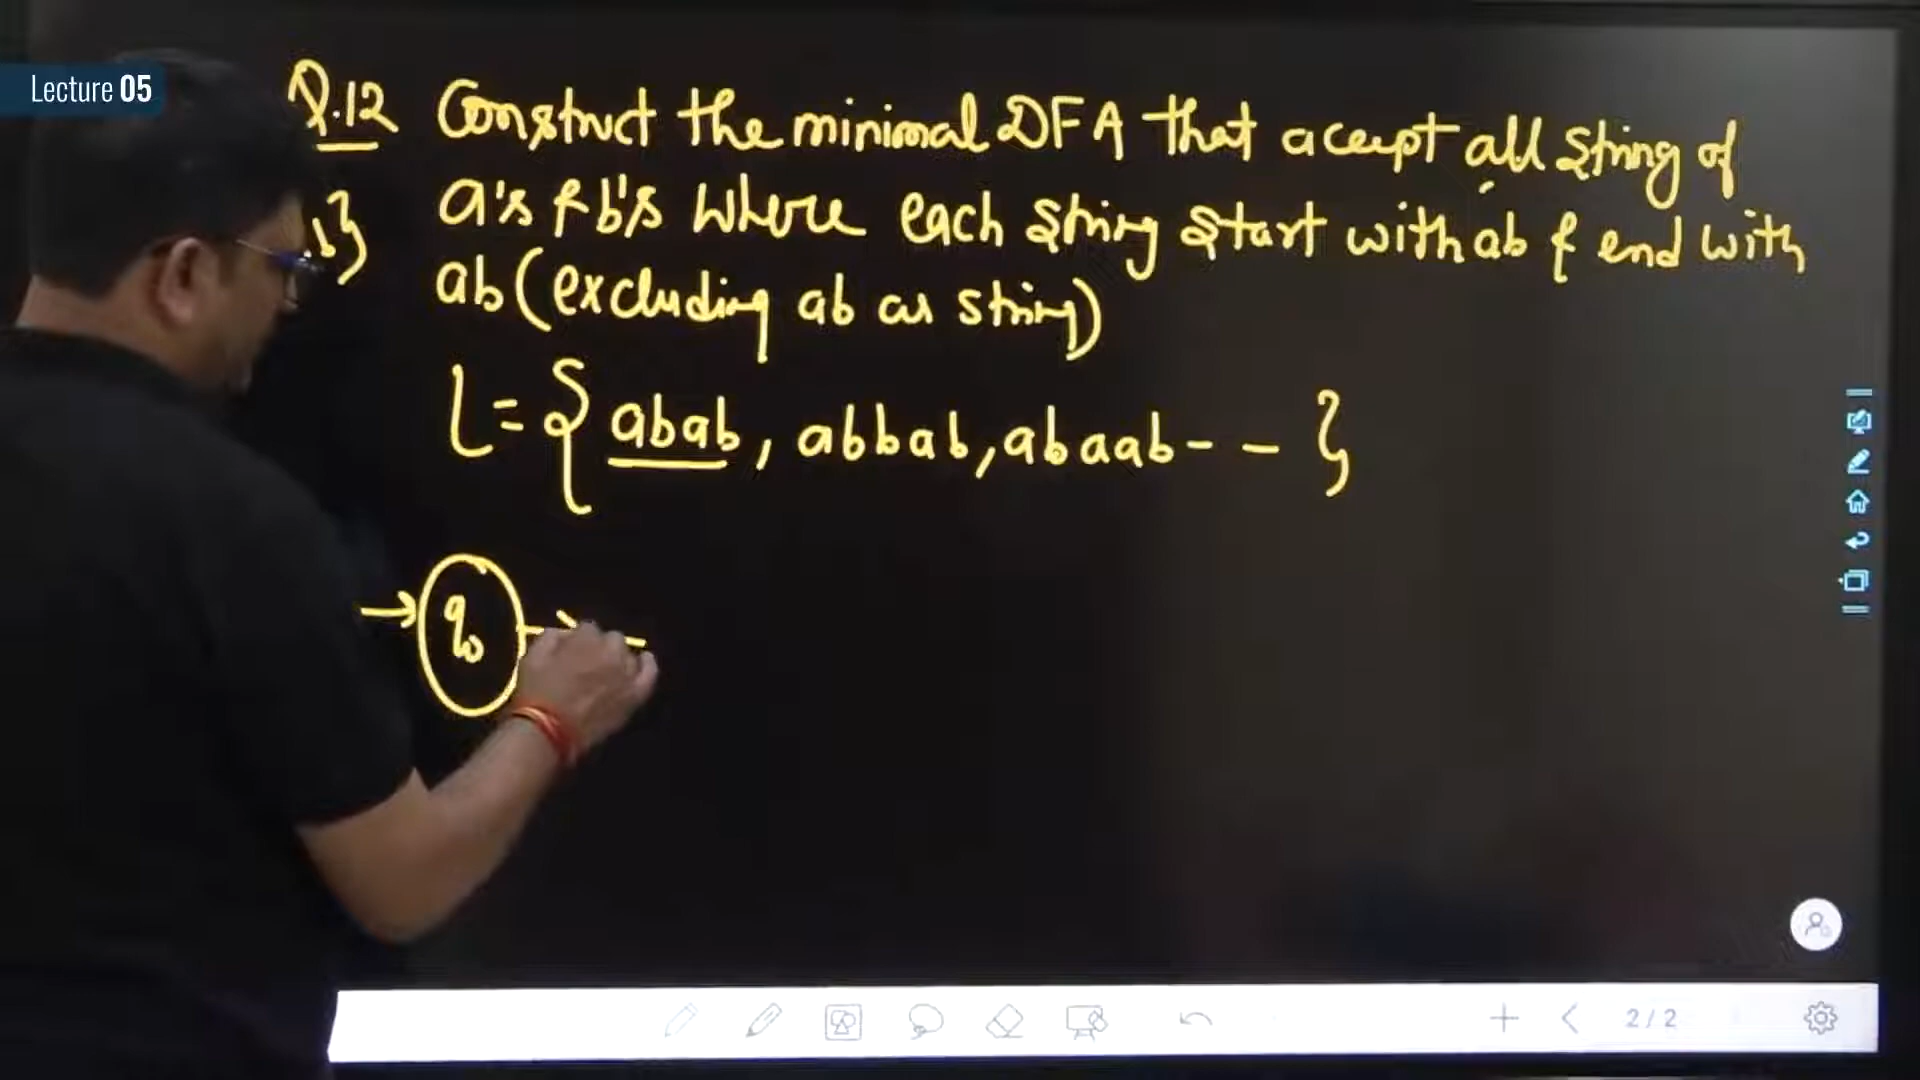 Lecture 05
Q.12 Construct the minimal DFA that aceept all string of
a's & b's where each string start with ab & end with
b}
ab (excluding ab as string)
L = { abab, abbab, abaab - - }
→ q0
2/2